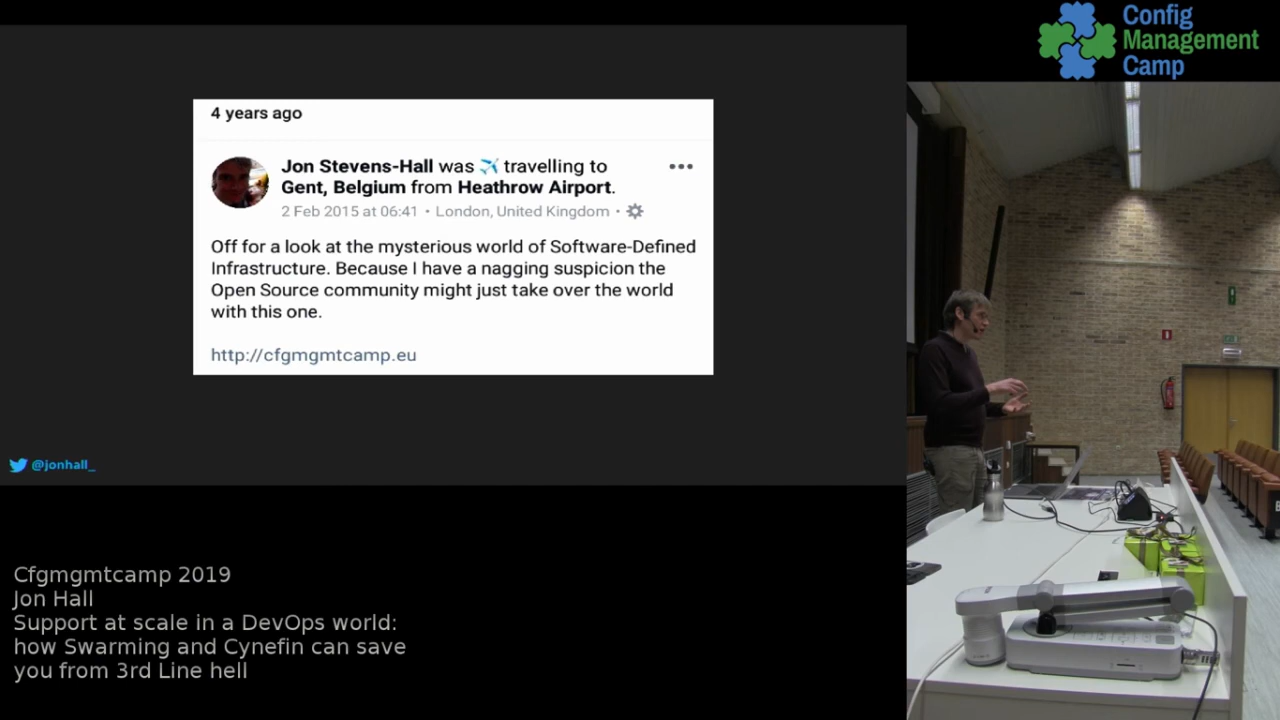 Config
Management
Camp
4 years ago
Jon Stevens-Hall was ✈️ travelling to
Gent, Belgium from Heathrow Airport.
2 Feb 2015 at 06:41 • London, United Kingdom •
Off for a look at the mysterious world of Software-Defined
Infrastructure. Because I have a nagging suspicion the
Open Source community might just take over the world
with this one.
http://cfgmgmtcamp.eu
@jonhall_
Cfgmgmtcamp 2019
Jon Hall
Support at scale in a DevOps world:
how Swarming and Cynefin can save
you from 3rd Line hell